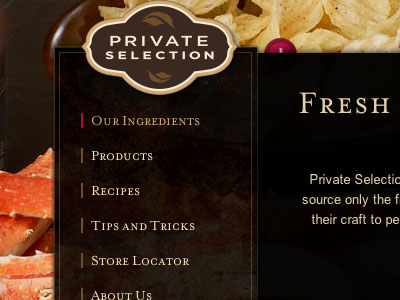 PRIVATE
SELECTION
Our Ingredients
Products
Recipes
Tips and Tricks
Store Locator
About Us
Fresh
Private Selectio
source only the f
their craft to pe